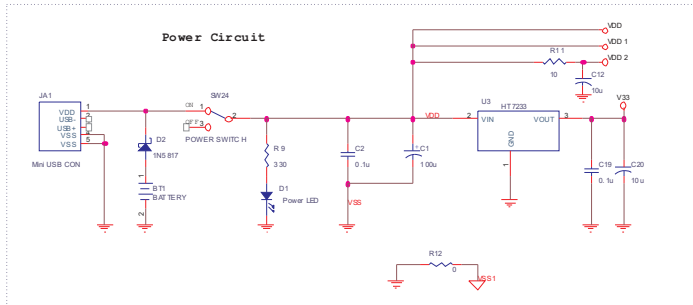 Power Circuit
VDD
VDD 1
R11
VDD 2
10
C12
10u
JA1
VDD
USB-
USB+
VSS
VSS
1
2
3
4
5
Mini USB CON
SW24
ON
1
2
OFF
3
POWER SWITCH
D2
1N5817
1
BT1
BATTERY
2
R9
330
D1
Power LED
C2
0.1u
C1
100u
VSS
VDD
U3
HT7233
2
VIN
VOUT
3
GND
1
V33
C19
0.1u
C20
10u
R12
0
VSS1